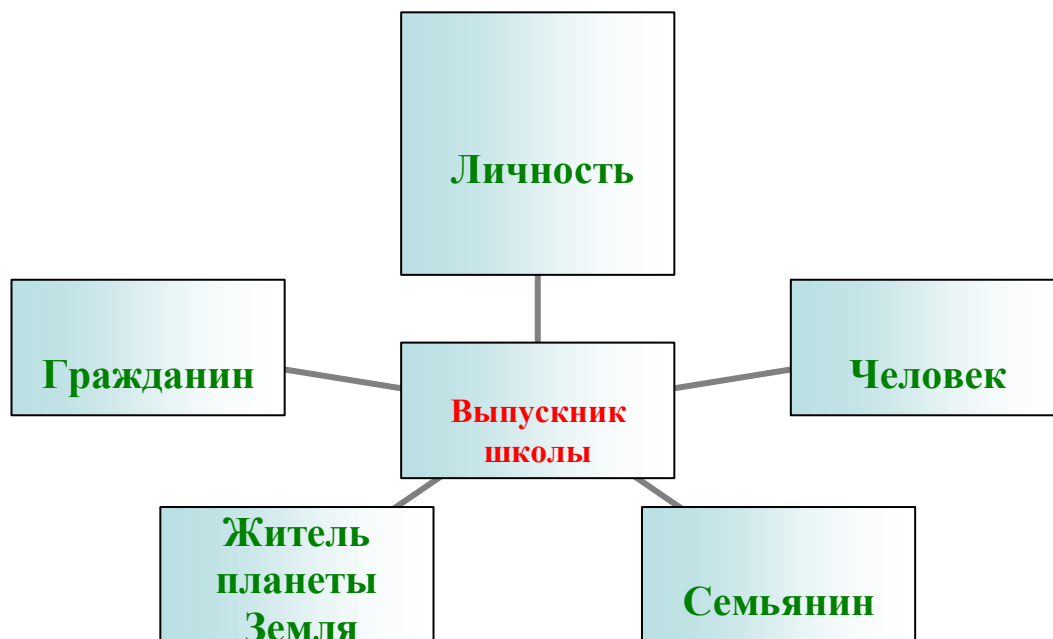 Личность
Гражданин
Человек
Выпускник
школы
Житель
планеты
Земля
Семьянин